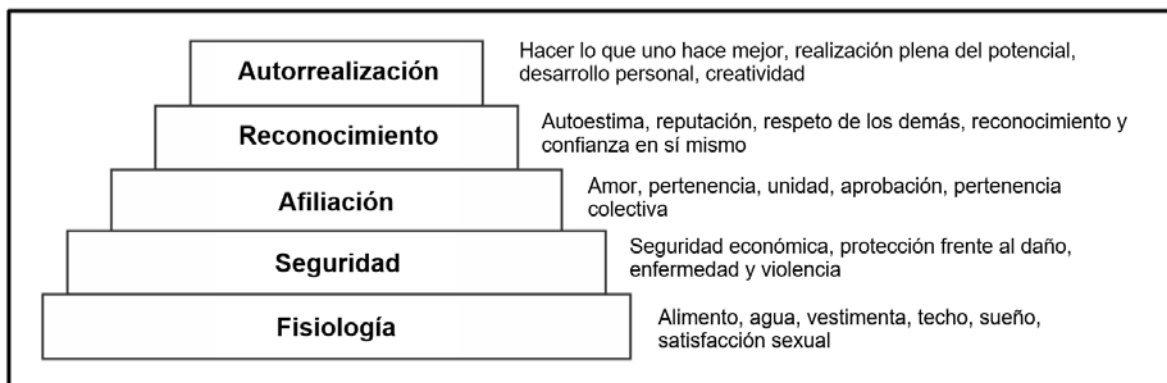 Autorrealización
Hacer lo que uno hace mejor, realización plena del potencial,
desarrollo personal, creatividad
Reconocimiento
Autoestima, reputación, respeto de los demás, reconocimiento y
confianza en sí mismo
Afiliación
Amor, pertenencia, unidad, aprobación, pertenencia
colectiva
Seguridad
Seguridad económica, protección frente al daño,
enfermedad y violencia
Fisiología
Alimento, agua, vestimenta, techo, sueño,
satisfacción sexual